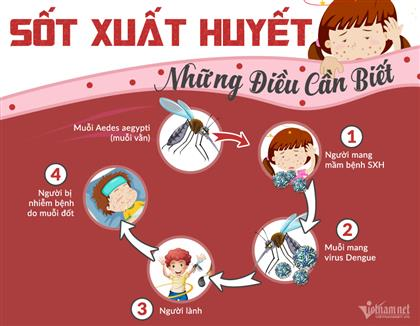 SỐT XUẤT HUYẾT
Những Điều Cần Biết
Muỗi Aedes aegypti
(muỗi vằn)
1
Người mang
mầm bệnh SXH
2
Muỗi mang
virus Dengue
3 Người lành
4
Người bị
nhiễm bệnh
do muỗi đốt
Vietnamnet